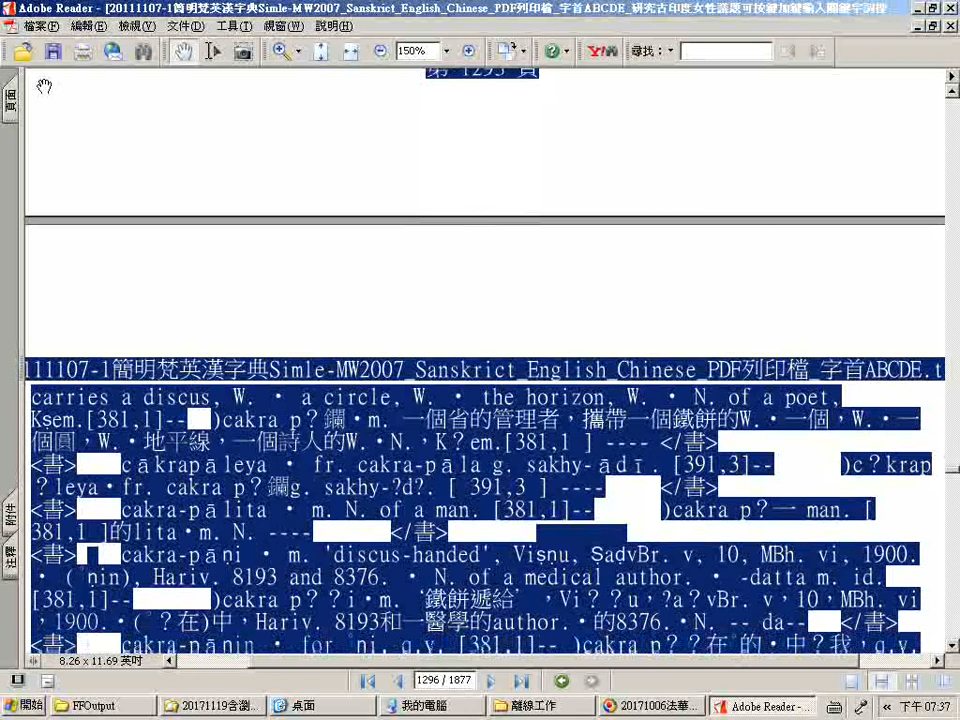 Adobe Reader - [20111107-1簡明梵英漢字典Simle-MW2007_Sanskrict_English_Chinese_PDF列印檔_字首ABCDE_研究古印度女性議題可按鍵加鍵輸入關鍵字詞搜
檔案(F) 編輯(E) 檢視(V) 文件(D) 工具(T) 視窗(W) 說明(H)
150% Y! 尋找:
頁面
第 1295 頁
111107-1簡明梵英漢字典Simle-MW2007_Sanskrict_English_Chinese_PDF列印檔_字首ABCDE.t
carries a discus, W. · a circle, W. · the horizon, W. · N. of a poet,
Kṣem.[381,1]-- )cakra p?鑭·m. 一個省的管理者，攜帶一個鐵餅的W.·一個，W.·一
個圓，W.·地平線，一個詩人的W.·N.，K?em.[381,1 ] ---- </書>
<書> cākrapāleya · fr. cakra-pāla g. sakhy-ādī. [391,3]-- )c?krap
?leya·fr. cakra p?鑭g. sakhy-?d?. [ 391,3 ] ---- </書>
<書> cakra-pālita · m. N. of a man. [381,1]-- )cakra p?一 man. [
381,1 ]的lita·m. N. ---- </書>
<書> cakra-pāṇi · m. 'discus-handed', Viṣṇu, ṢaḍvBr. v, 10, MBh. vi, 1900.
· ( ṇin), Hariv. 8193 and 8376. · N. of a medical author. · -datta m. id.
[381,1]-- )cakra p??i·m. '鐵餅遞給'，Vi??u，?a?vBr. v，10，MBh. vi
，1900.·(ﾟ?在)中，Hariv. 8193和一醫學的author.·的8376.·N. -- da-- </書>
<書> cakra-pāṇin · for ṇi, q.v. [381,1]-- )cakra p??在 的·中?我，q.v.
附件
注釋
8.26 x 11.69 英吋
1296 / 1877
開始 FFOutput 20171119含瀏... 桌面 我的電腦 離線工作 20171006法華... Adobe Reader -... 下午 07:37